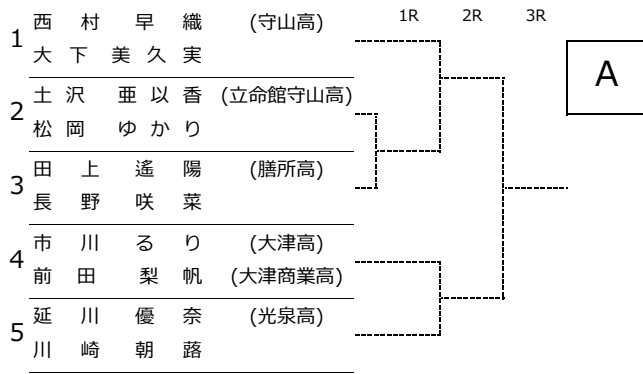 1R 2R 3R
A
1 西村早織 (守山高)
大下美久実
2 土沢亜以香 (立命館守山高)
松岡ゆかり
3 田上遙陽 (膳所高)
長野咲菜
4 市川るり (大津高)
前田梨帆 (大津商業高)
5 延川優奈 (光泉高)
川崎朝蕗